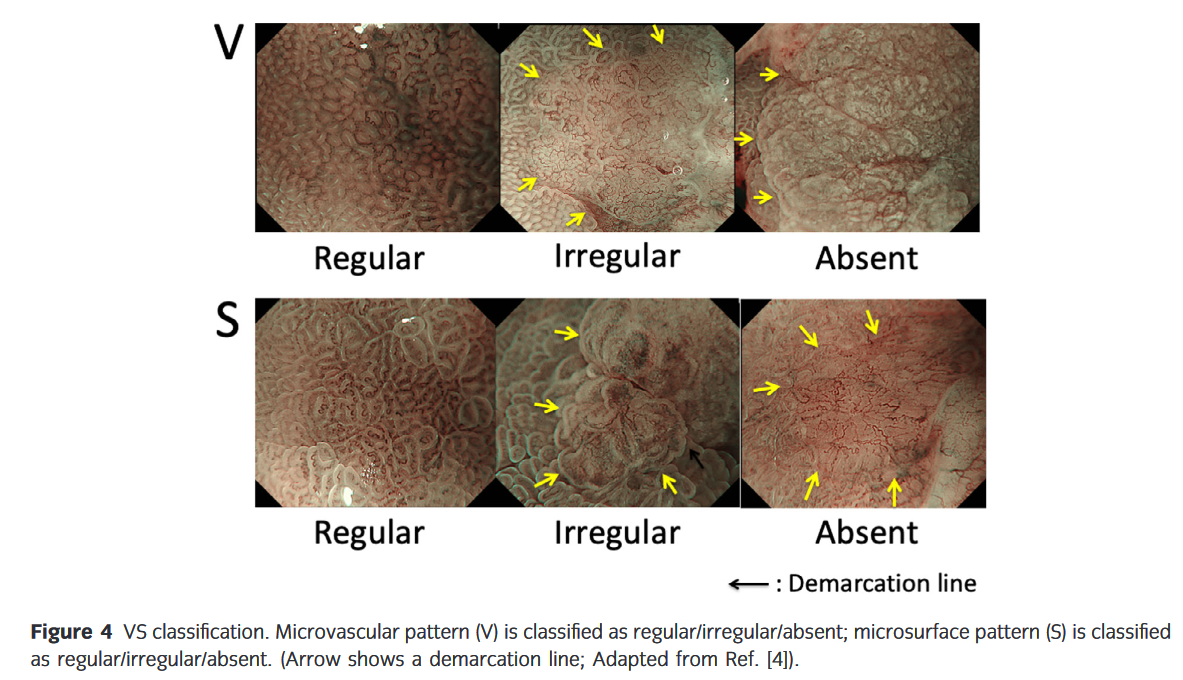 V
Regular Irregular Absent
S
Regular Irregular Absent
: Demarcation line
Figure 4 VS classification. Microvascular pattern (V) is classified as regular/irregular/absent; microsurface pattern (S) is classified
as regular/irregular/absent. (Arrow shows a demarcation line; Adapted from Ref. [4]).